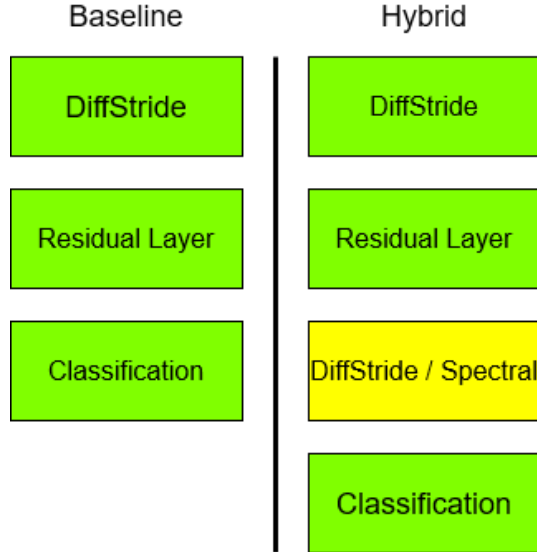 Baseline
DiffStride
Residual Layer
Classification
Hybrid
DiffStride
Residual Layer
DiffStride / Spectral
Classification